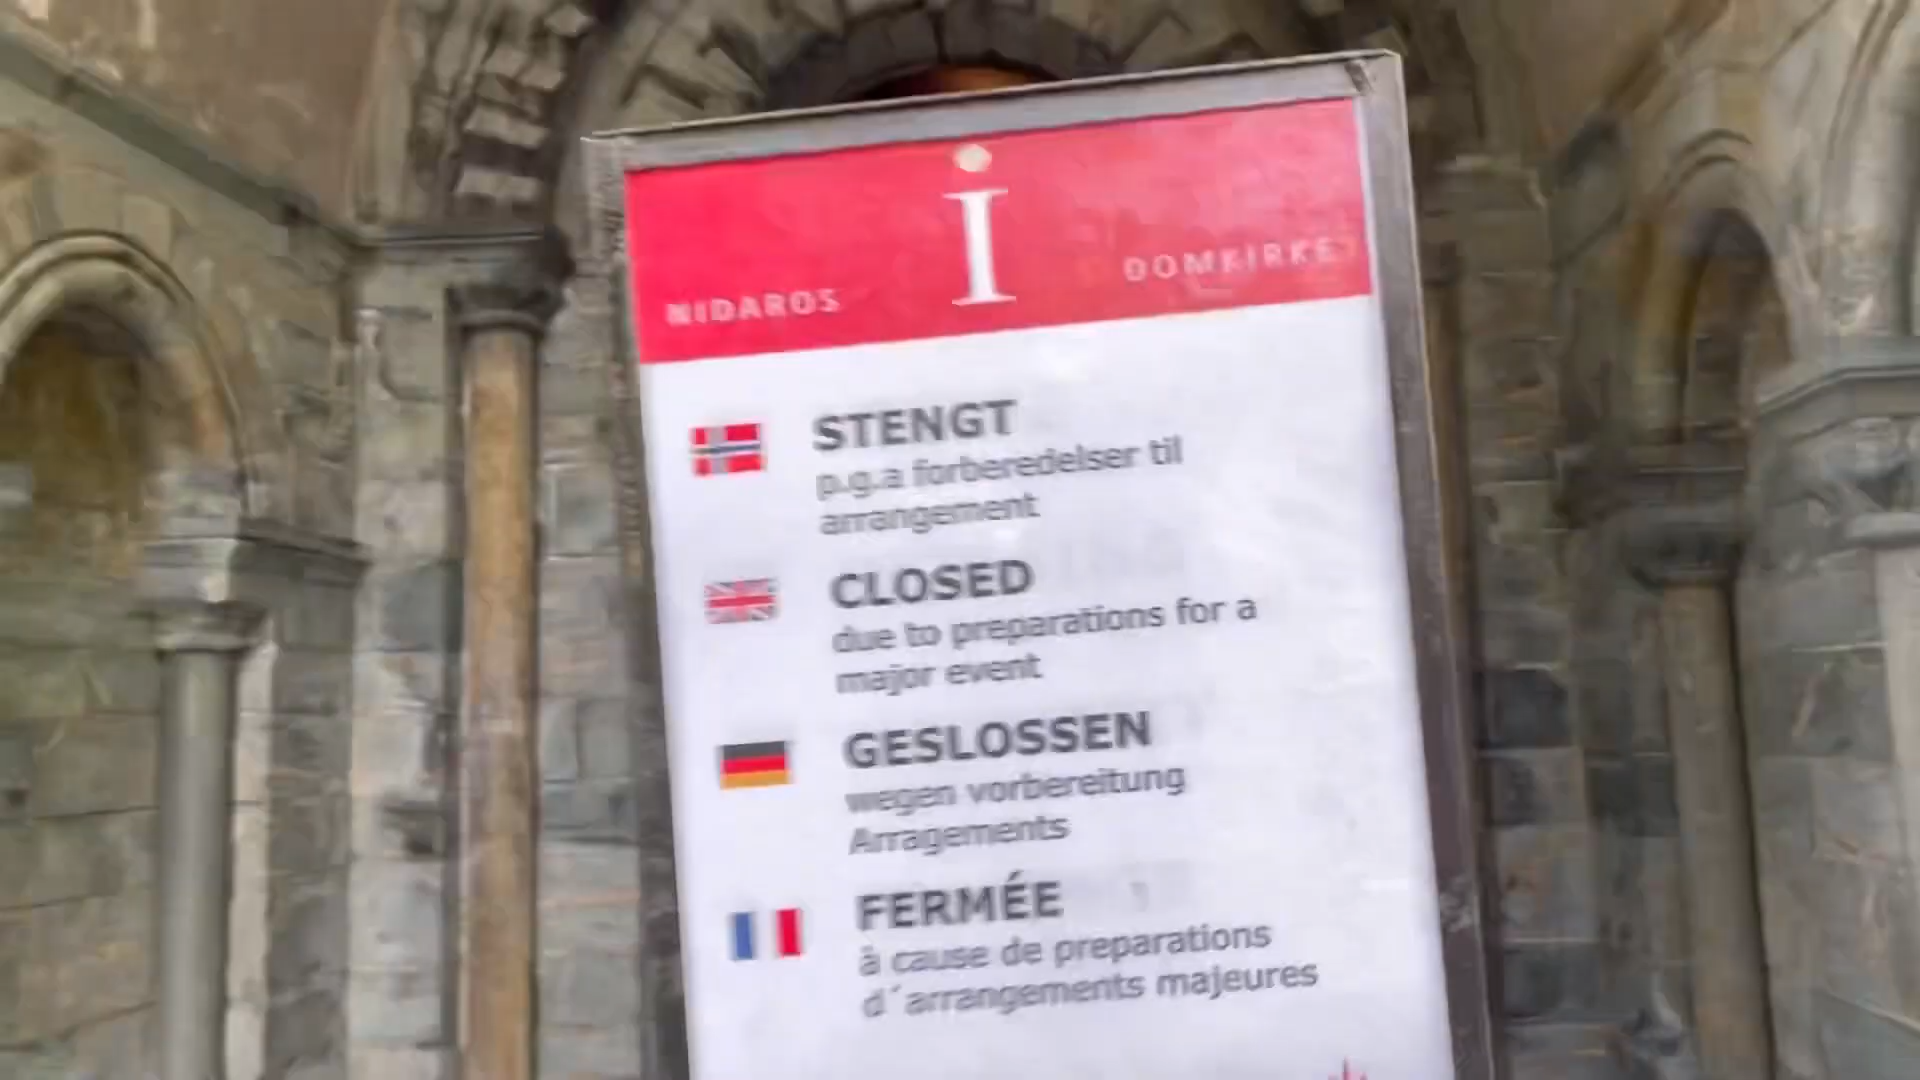 i
NIDAROS DOMKIRKE
STENGT
p.g.a forberedelser til
arrangement
CLOSED
due to preparations for a
major event
GESLOSSEN
wegen vorbereitung
Arragements
FERMÉE
à cause de preparations
d´arrangements majeures